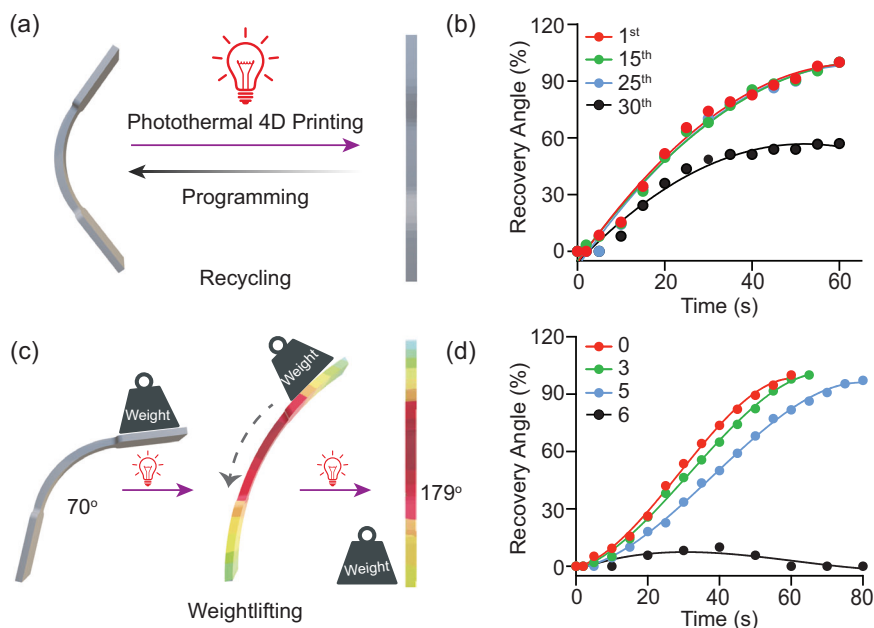 (a)
Photothermal 4D Printing
Programming
Recycling
(b)
Recovery Angle (%)
120
90
60
30
0
1st
15th
25th
30th
0 20 40 60
Time (s)
(c)
Weight
70o
Weight
Weight
179o
Weightlifting
(d)
Recovery Angle (%)
120
90
60
30
0
0
3
5
6
0 20 40 60 80
Time (s)